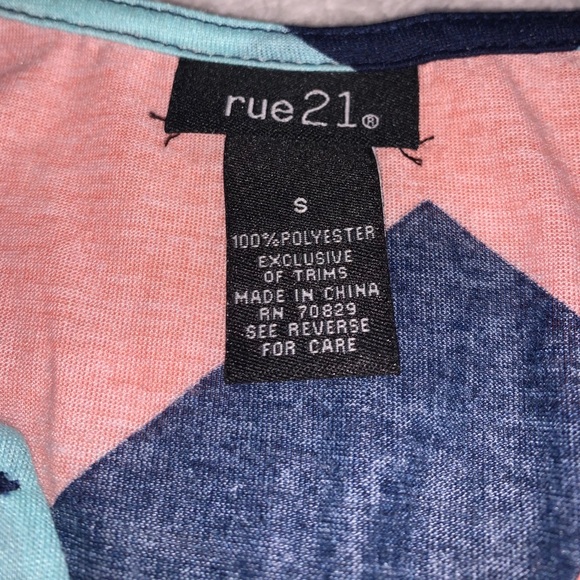 rue21®
S
100%POLYESTER
EXCLUSIVE
OF TRIMS
MADE IN CHINA
RN 70829
SEE REVERSE
FOR CARE